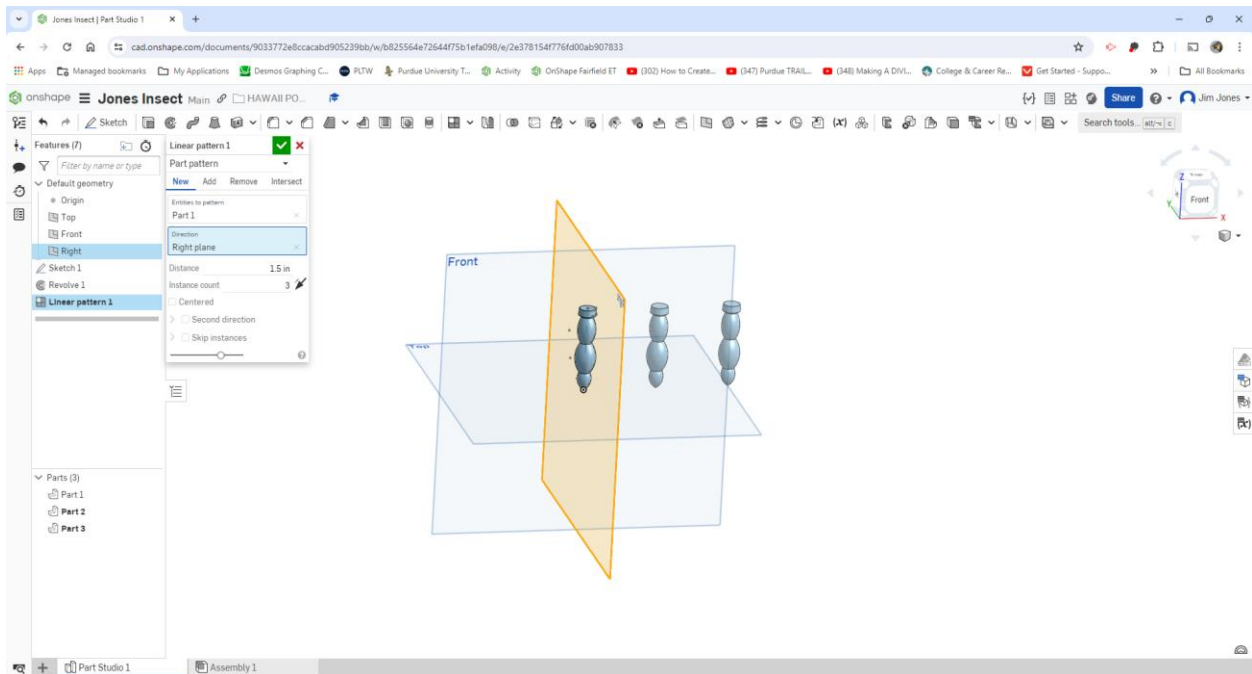 Jones Insect | Part Studio 1
cad.onshape.com/documents/9033772e8ccacabd905239bb/w/b825564e72644f75b1efa098/e/2e378154f776fd00ab907833
Apps Managed bookmarks My Applications Desmos Graphing C... PLTW Purdue University T... Activity OnShape Fairfield ET (302) How to Create... (347) Purdue TRAIL... (348) Making A DIVI... College & Career Re... Get Started - Suppo... » All Bookmarks
onshape Jones Insect Main HAWAII PO... Share Jim Jones
Sketch Search tools... alt/⌥ c
Features (7)
Filter by name or type
Default geometry
Origin
Top
Front
Right
Sketch 1
Revolve 1
Linear pattern 1
Linear pattern 1
Part pattern
New Add Remove Intersect
Entities to pattern
Part 1
Direction
Right plane
Distance 1.5 in
Instance count 3
Centered
Second direction
Skip instances
Front
Top
Z
Front
Y
X
Parts (3)
Part 1
Part 2
Part 3
Part Studio 1 Assembly 1